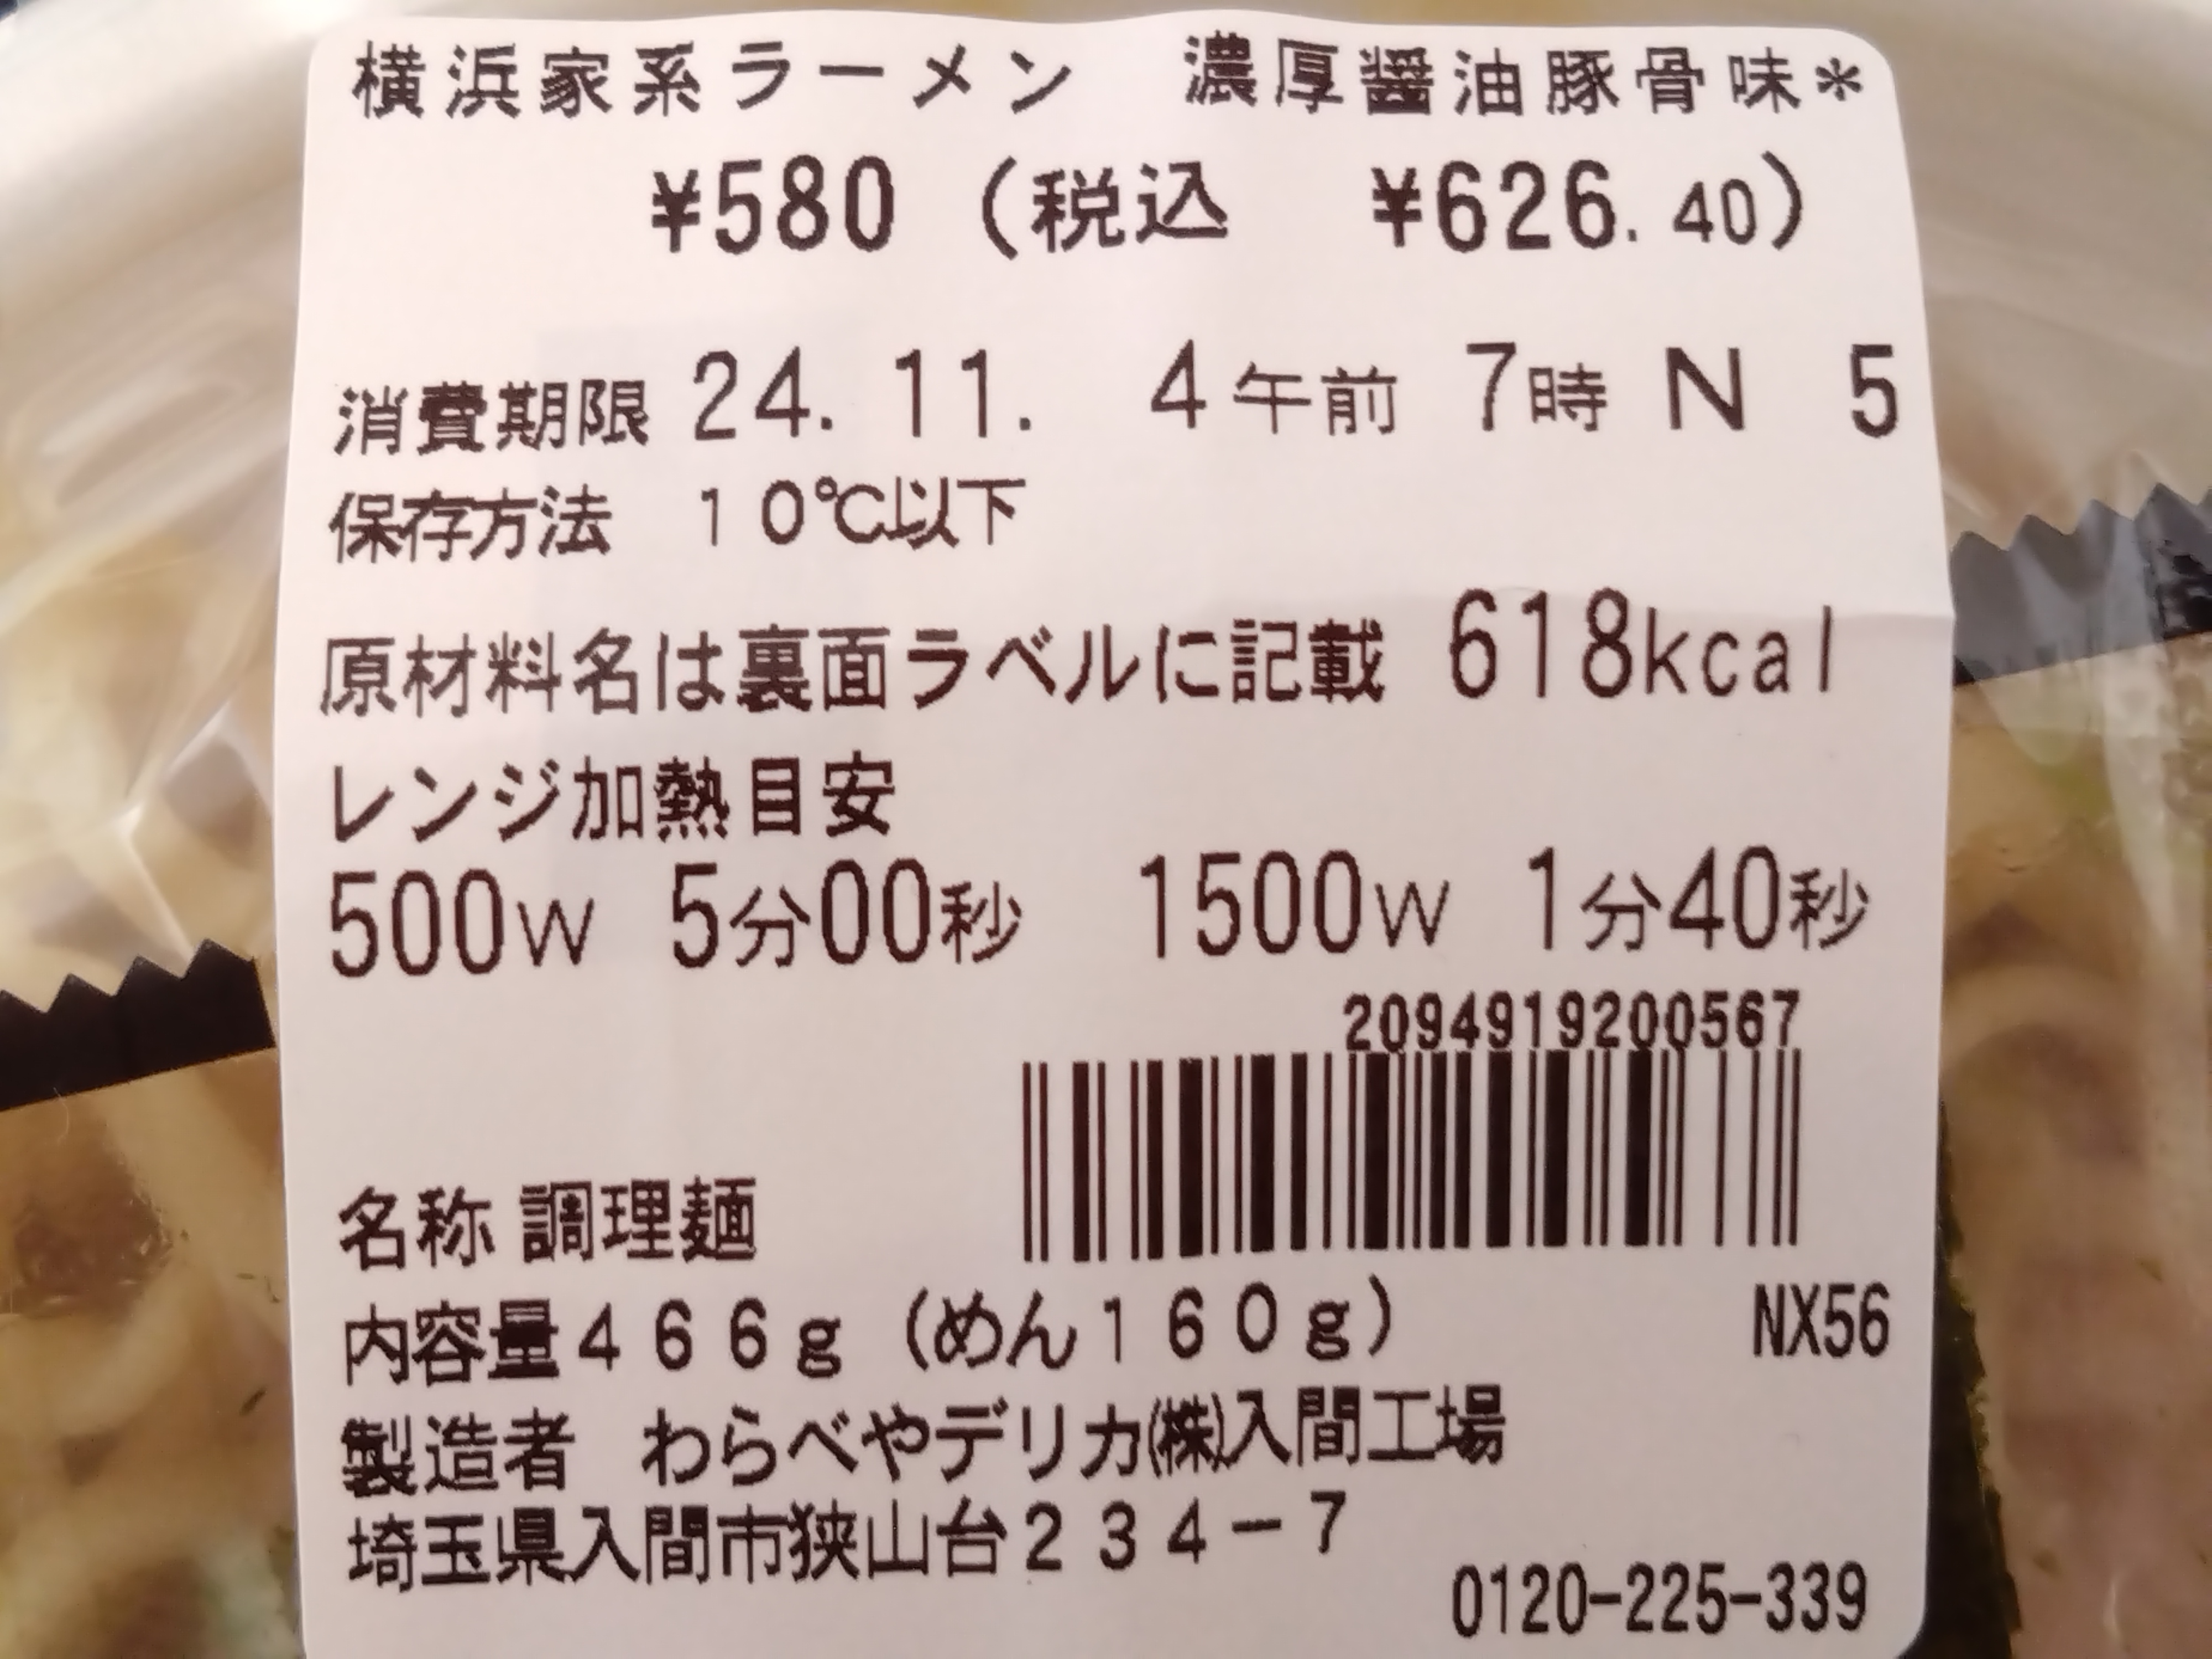 横浜家系ラーメン 濃厚醤油豚骨味＊
¥580 (税込 ¥626.40)
消費期限 24.11. 4午前 7時 N 5
保存方法 １０℃以下
原材料名は裏面ラベルに記載 618kcal
レンジ加熱目安
500W 5分00秒 1500W 1分40秒
2094919200567
名称 調理麺
内容量４６６ｇ（めん１６０ｇ）
NX56
製造者 わらべやデリカ㈱入間工場
埼玉県入間市狭山台２３４－７
0120-225-339